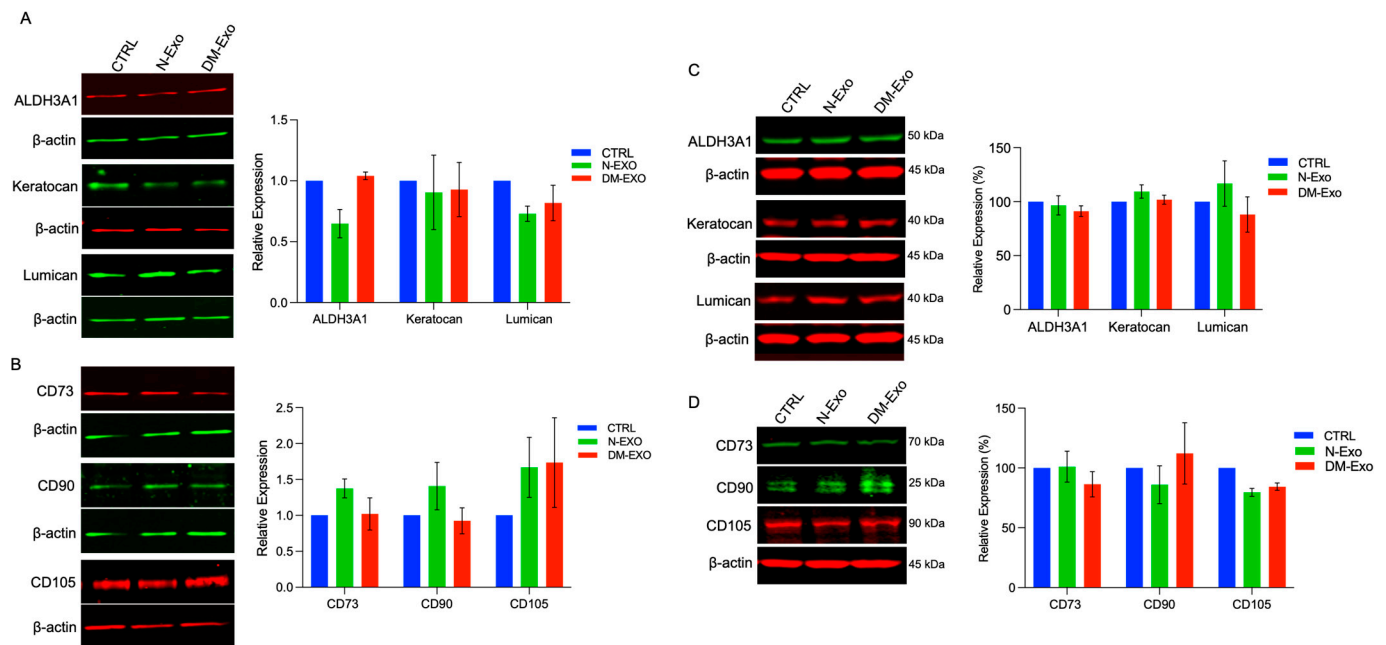 A
CTRL
N-Exo
DM-Exo
ALDH3A1
β-actin
Keratocan
β-actin
Lumican
β-actin
Relative Expression
1.5
1.0
0.5
0.0
ALDH3A1
Keratocan
Lumican
CTRL
N-EXO
DM-EXO
B
CD73
β-actin
CD90
β-actin
CD105
β-actin
Relative Expression
2.5
2.0
1.5
1.0
0.5
0.0
CD73
CD90
CD105
CTRL
N-EXO
DM-EXO
C
CTRL
N-Exo
DM-Exo
ALDH3A1 50 kDa
β-actin 45 kDa
Keratocan 40 kDa
β-actin 45 kDa
Lumican 40 kDa
β-actin 45 kDa
Relative Expression (%)
150
100
50
0
ALDH3A1
Keratocan
Lumican
CTRL
N-Exo
DM-Exo
D
CTRL
N-Exo
DM-Exo
CD73 70 kDa
CD90 25 kDa
CD105 90 kDa
β-actin 45 kDa
Relative Expression (%)
150
100
50
0
CD73
CD90
CD105
CTRL
N-Exo
DM-Exo